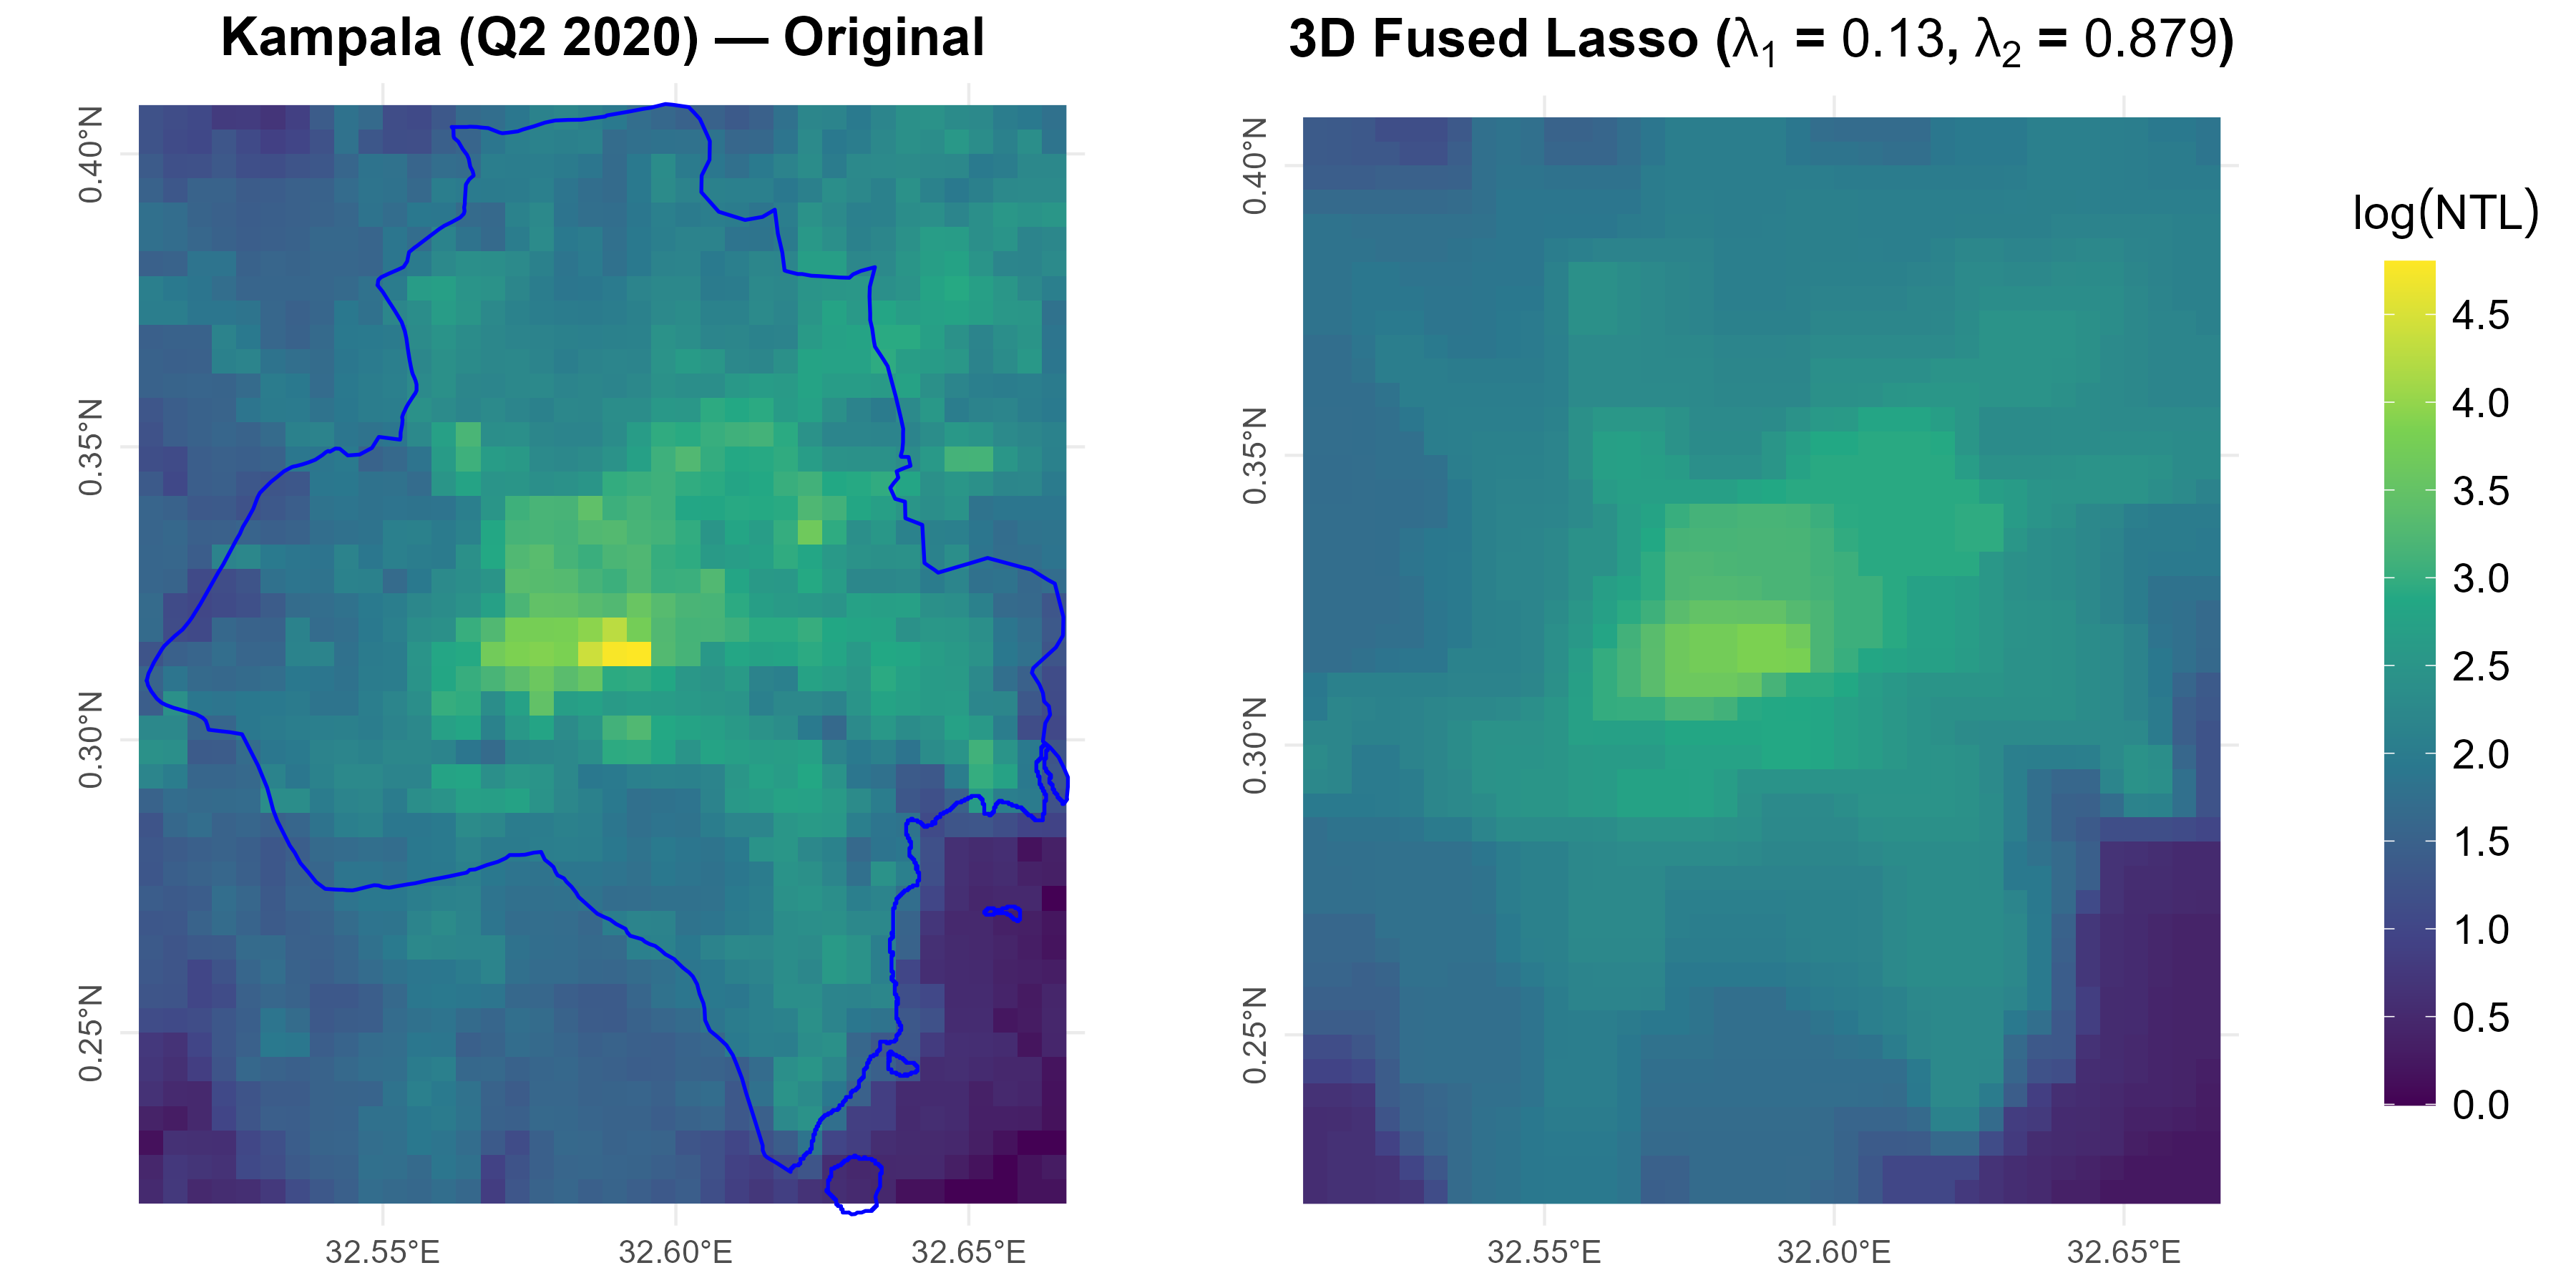 Kampala (Q2 2020) — Original
0.40°N
0.35°N
0.30°N
0.25°N
32.55°E 32.60°E 32.65°E
3D Fused Lasso (λ₁ = 0.13, λ₂ = 0.879)
0.40°N
0.35°N
0.30°N
0.25°N
32.55°E 32.60°E 32.65°E
log(NTL)
4.5
4.0
3.5
3.0
2.5
2.0
1.5
1.0
0.5
0.0